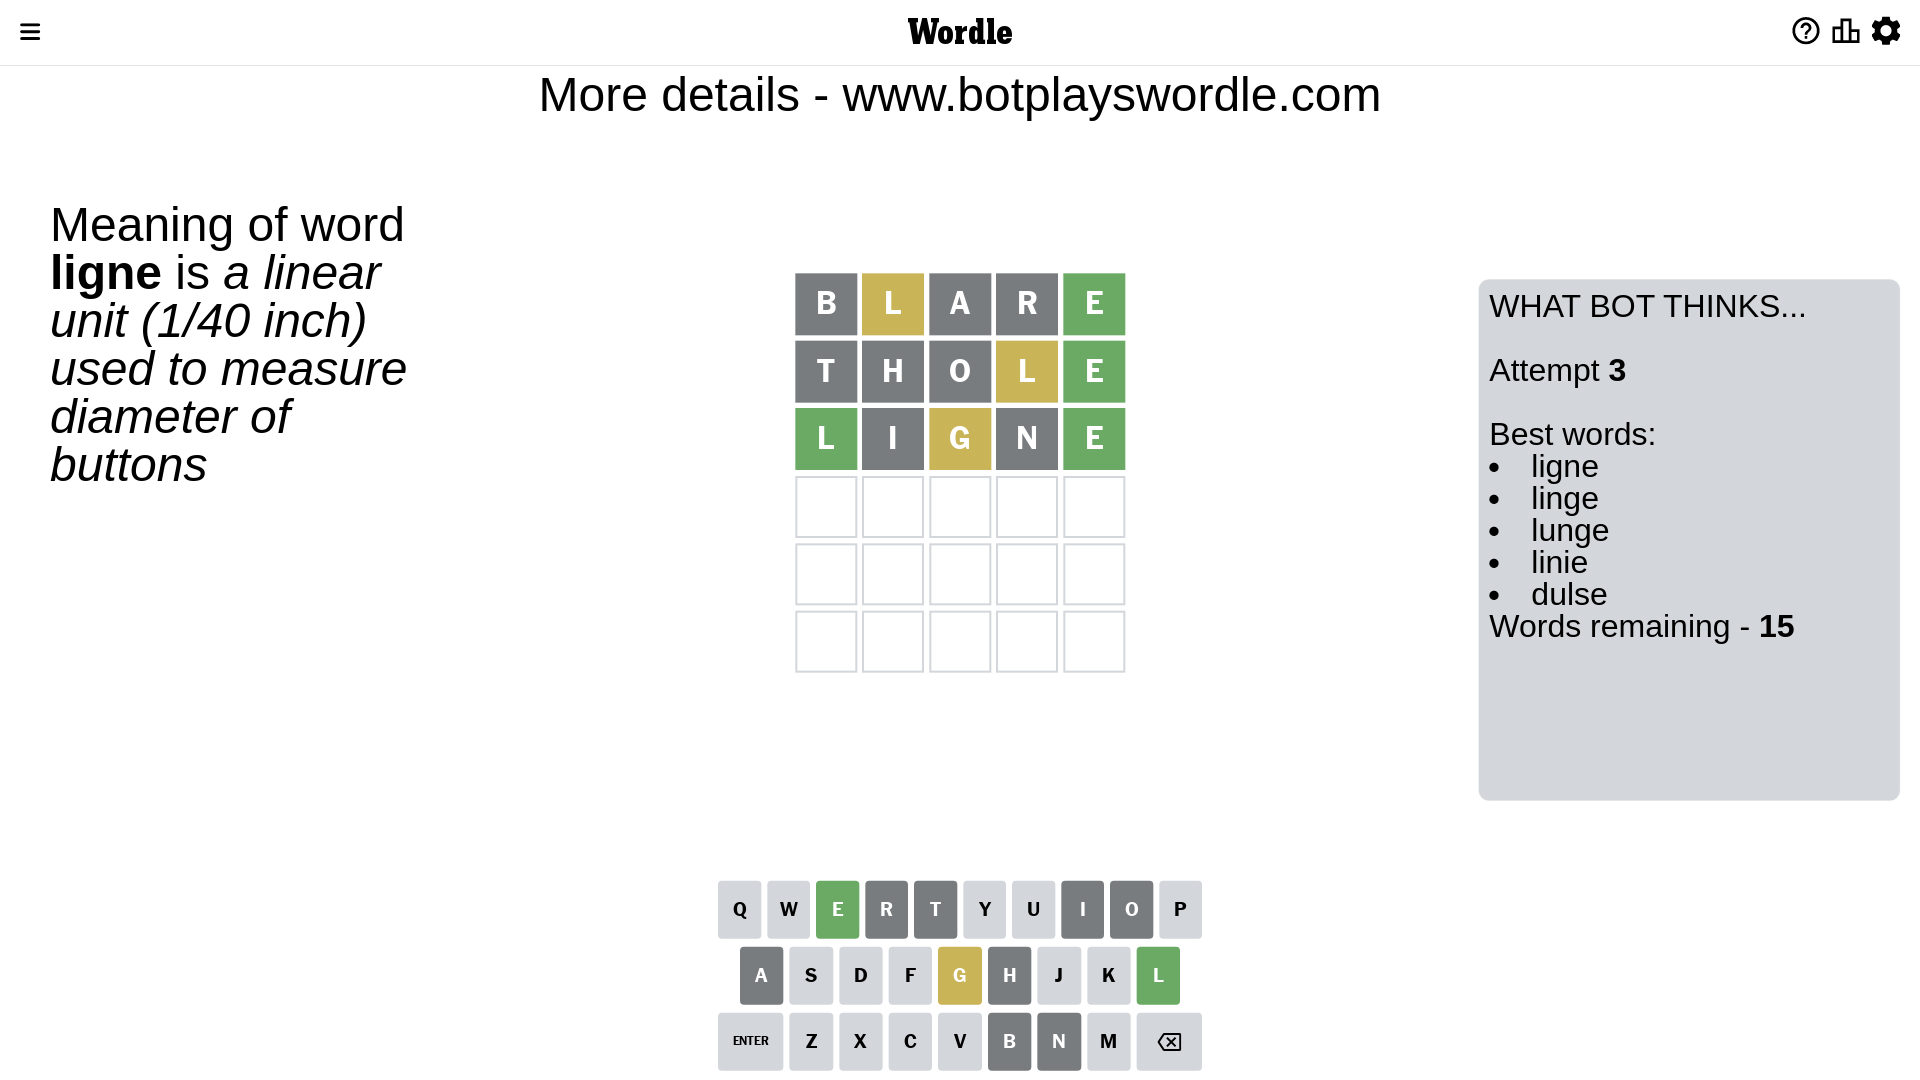 Wordle
More details - www.botplayswordle.com
Meaning of word
ligne is a linear
unit (1/40 inch)
used to measure
diameter of
buttons
B L A R E
T H O L E
L I G N E
WHAT BOT THINKS...
Attempt 3
Best words:
• ligne
• linge
• lunge
• linie
• dulse
Words remaining - 15
Q W E R T Y U I O P
A S D F G H J K L
ENTER Z X C V B N M